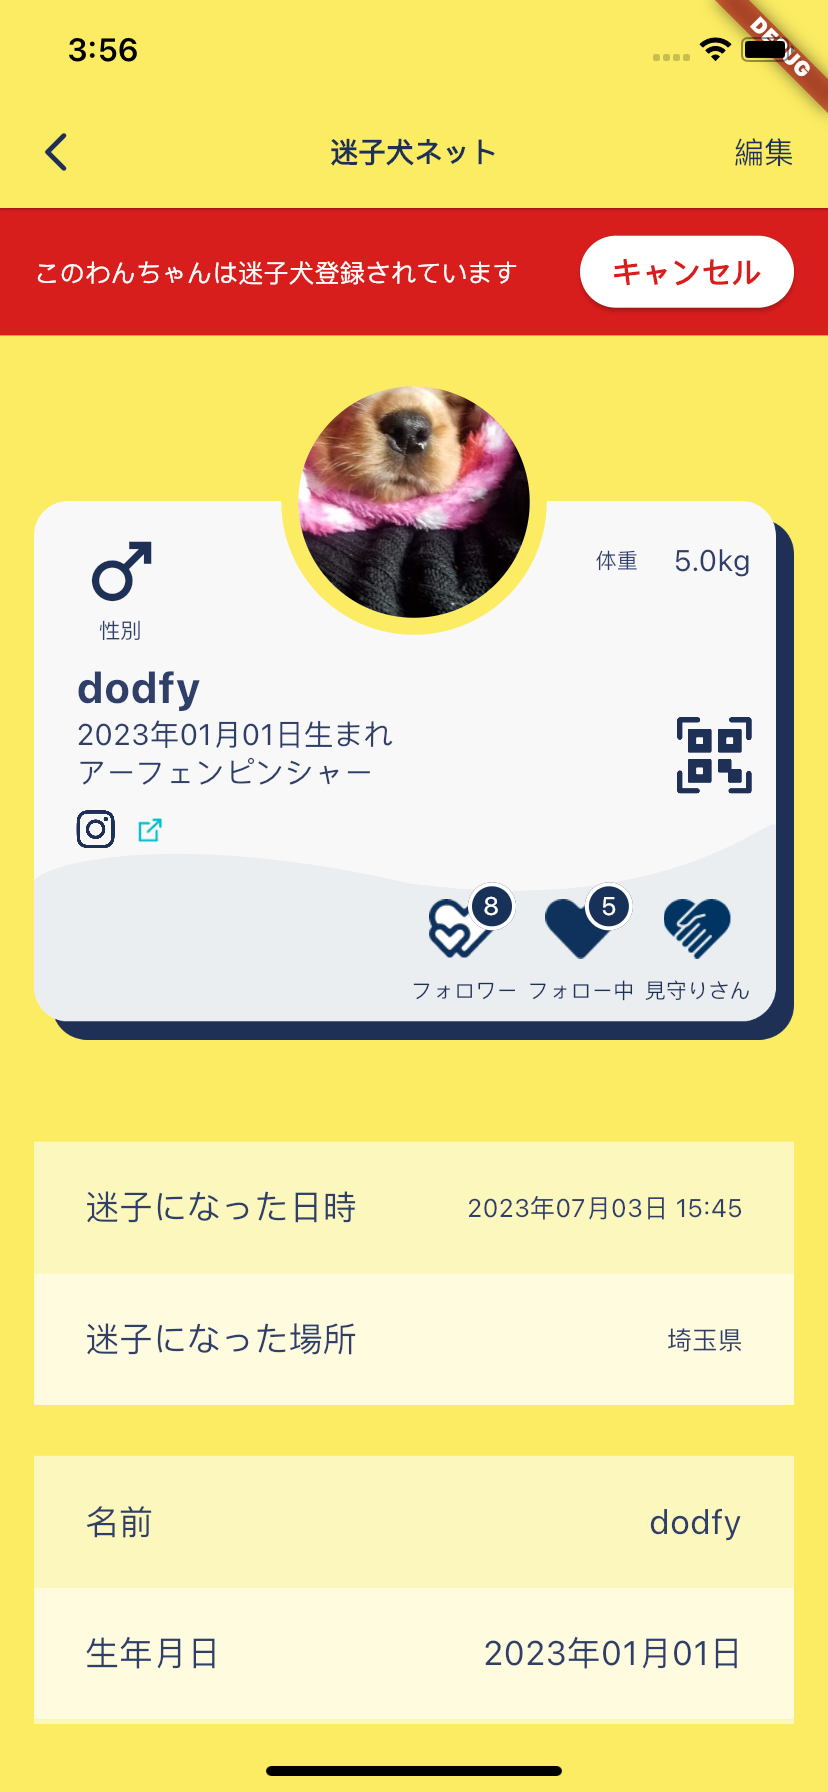 3:56
DEBUG
迷子犬ネット
編集
このわんちゃんは迷子犬登録されています
キャンセル
性別
体重 5.0kg
dodfy
2023年01月01日生まれ
アーフェンピンシャー
8
5
フォロワー
フォロー中
見守りさん
迷子になった日時 2023年07月03日 15:45
迷子になった場所 埼玉県
名前 dodfy
生年月日 2023年01月01日